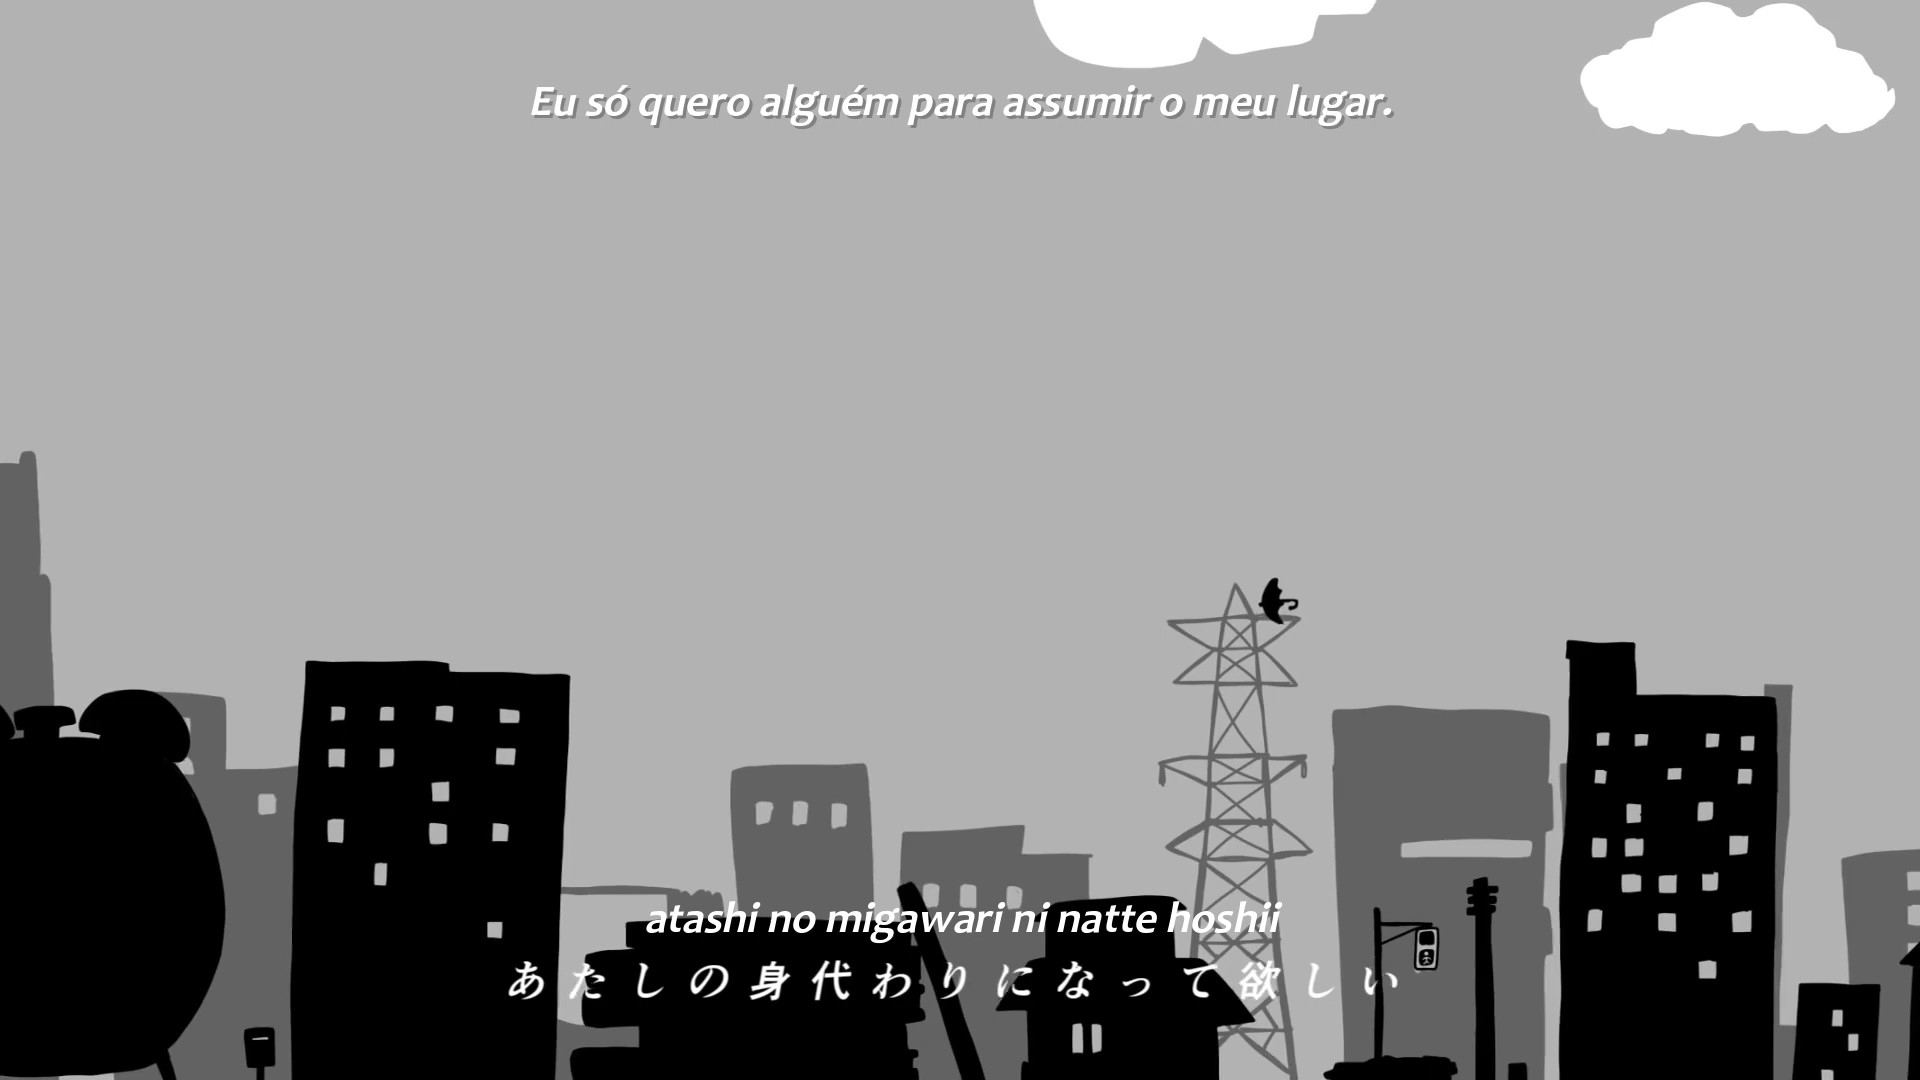 Eu só quero alguém para assumir o meu lugar.
atashi no migawari ni natte hoshii
あたしの身代わりになって欲しい